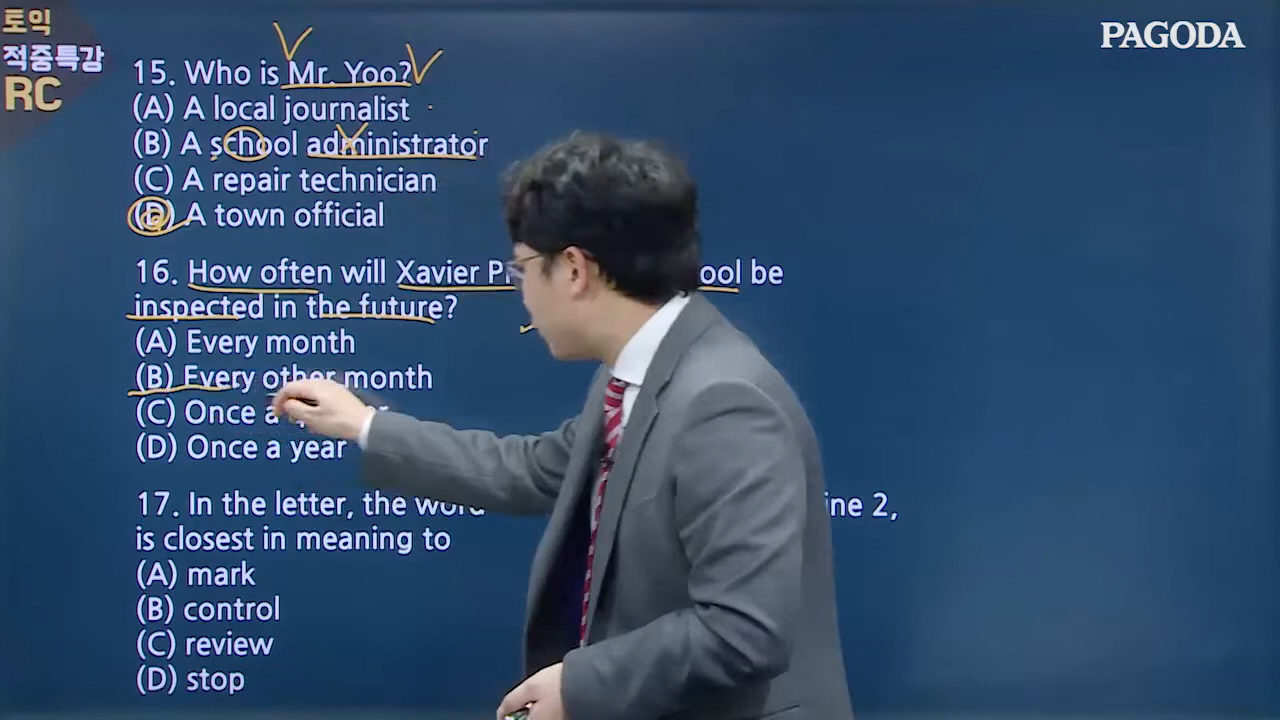 토익
적중특강
RC
PAGODA
15. Who is Mr. Yoo?
(A) A local journalist
(B) A school administrator
(C) A repair technician
(D) A town official
16. How often will Xavier be
inspected in the future?
(A) Every month
(B) Every other month
(C) Once a
(D) Once a year
17. In the letter, the word 2,
is closest in meaning to
(A) mark
(B) control
(C) review
(D) stop